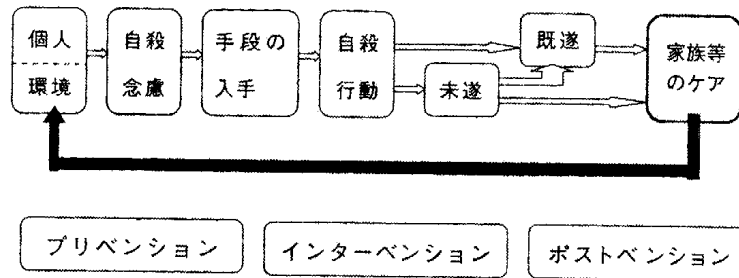 個人
環境
自殺
念慮
手段の
入手
自殺
行動
既遂
未遂
家族等
のケア
プリベンション
インターベンション
ポストベンション